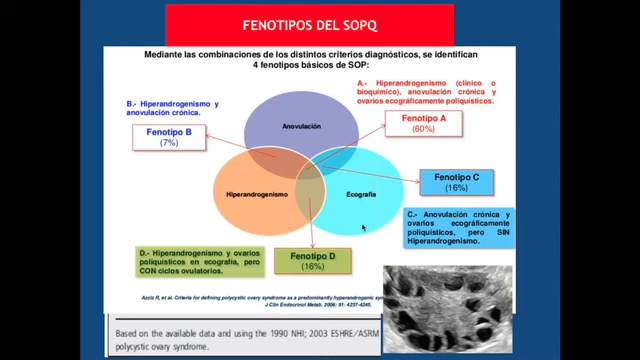 FENOTIPOS DEL SOPQ
Mediante las combinaciones de los distintos criterios diagnósticos, se identifican
4 fenotipos básicos de SOP:
A.- Hiperandrogenismo (clínico o
bioquímico), anovulación crónica y
ovarios ecográficamente poliquísticos.
B.- Hiperandrogenismo y
anovulación crónica.
Fenotipo A
(60%)
Fenotipo B
(7%)
Anovulación
Fenotipo C
(16%)
Hiperandrogenismo
Ecografía
C.- Anovulación crónica y
ovarios ecográficamente
poliquísticos, pero SIN
Hiperandrogenismo.
D.- Hiperandrogenismo y ovarios
poliquísticos en ecografía, pero
CON ciclos ovulatorios.
Fenotipo D
(16%)
Azziz R, et al. Criteria for defining polycystic ovary syndrome as a predominantly hyperandrogenic
J Clin Endocrinol Metab. 2006; 91: 4237-4245.
Based on the available data and using the 1990 NHI; 2003 ESHRE/ASRM
polycystic ovary syndrome.